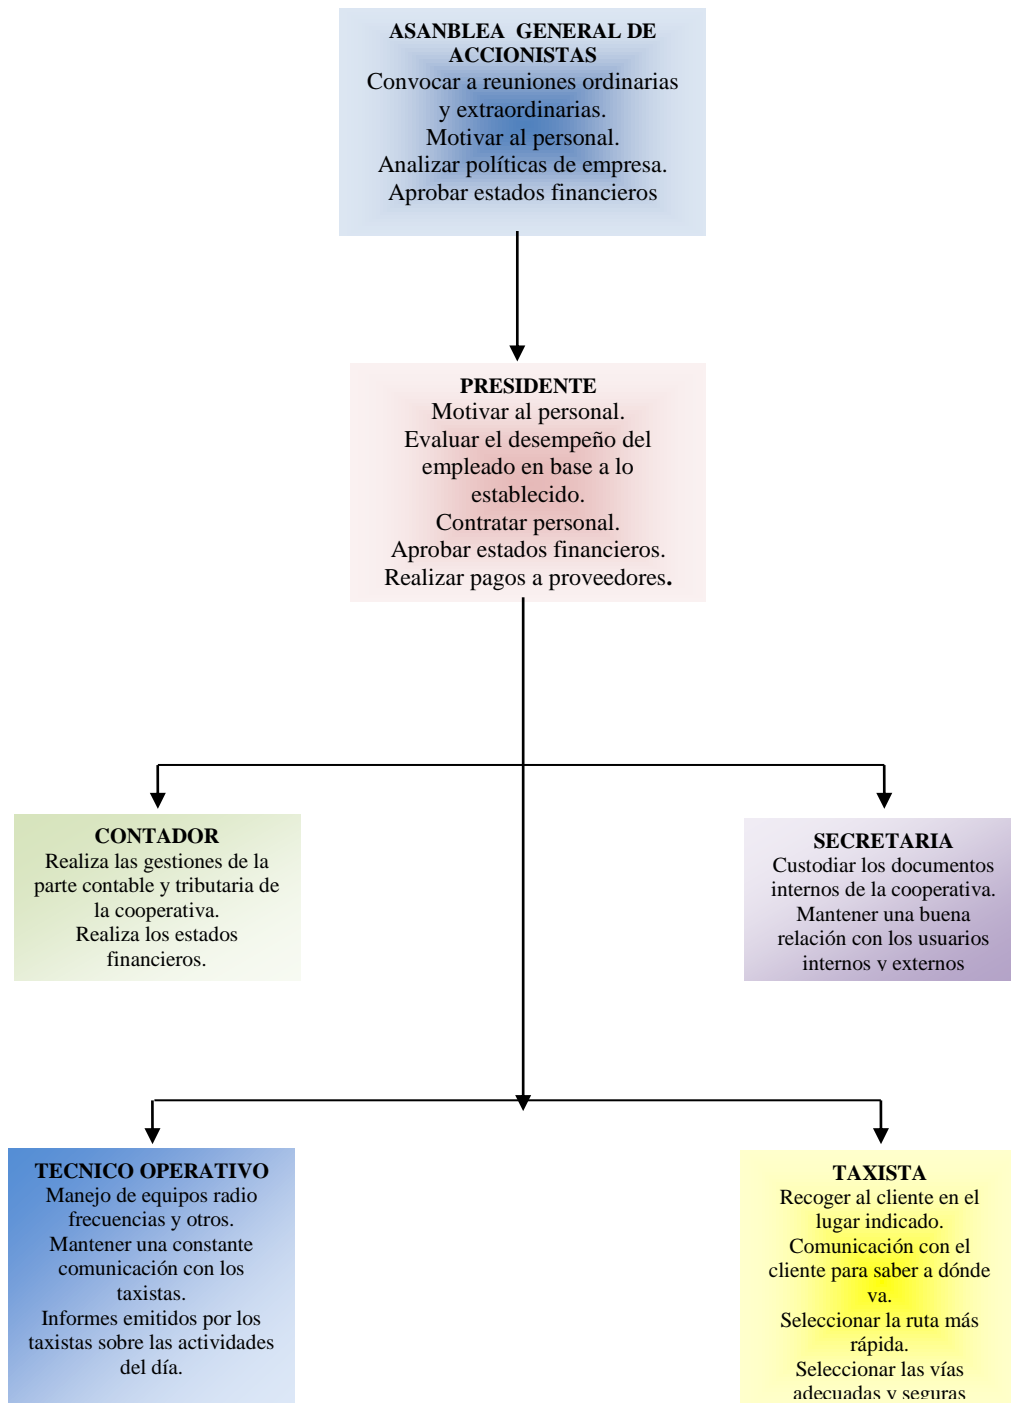 ASANBLEA GENERAL DE
ACCIONISTAS
Convocar a reuniones ordinarias
y extraordinarias.
Motivar al personal.
Analizar políticas de empresa.
Aprobar estados financieros
PRESIDENTE
Motivar al personal.
Evaluar el desempeño del
empleado en base a lo
establecido.
Contratar personal.
Aprobar estados financieros.
Realizar pagos a proveedores.
CONTADOR
Realiza las gestiones de la
parte contable y tributaria de
la cooperativa.
Realiza los estados
financieros.
SECRETARIA
Custodiar los documentos
internos de la cooperativa.
Mantener una buena
relación con los usuarios
internos y externos
TECNICO OPERATIVO
Manejo de equipos radio
frecuencias y otros.
Mantener una constante
comunicación con los
taxistas.
Informes emitidos por los
taxistas sobre las actividades
del día.
TAXISTA
Recoger al cliente en el
lugar indicado.
Comunicación con el
cliente para saber a dónde
va.
Seleccionar la ruta más
rápida.
Seleccionar las vías
adecuadas y seguras